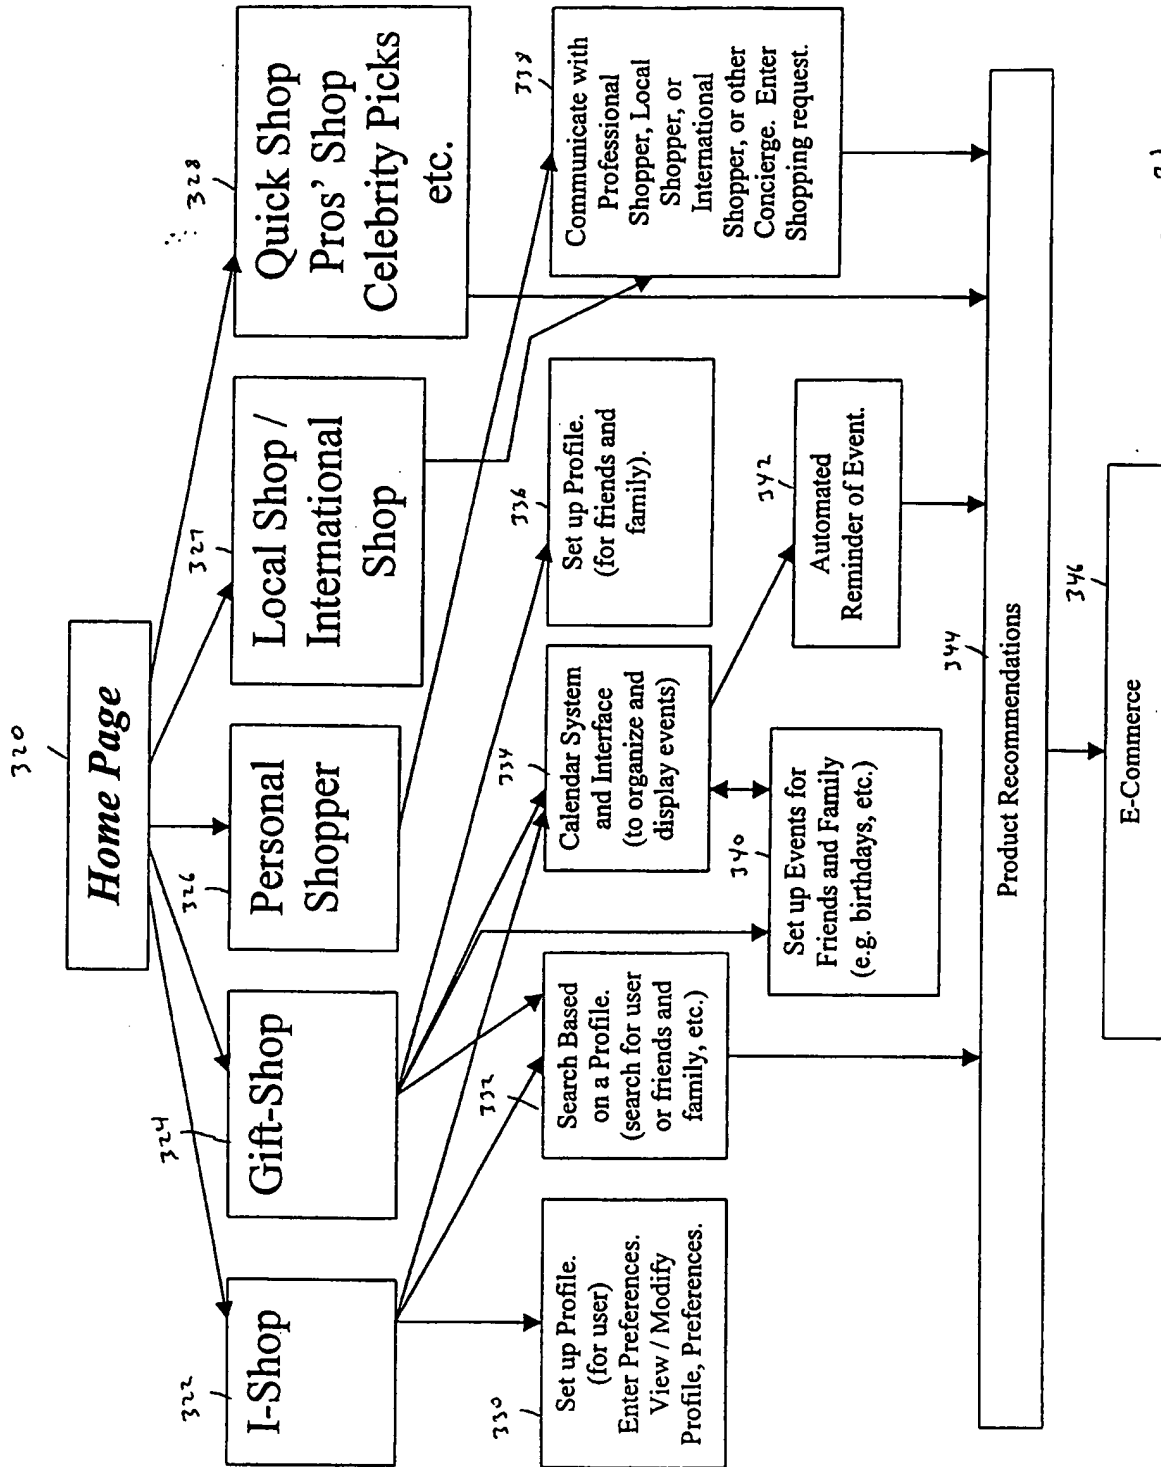 320
Home Page
322
I-Shop
324
Gift-Shop
326
Personal
Shopper
327
Local Shop /
International
Shop
328
Quick Shop
Pros' Shop
Celebrity Picks
etc.
330
Set up Profile.
(for user)
Enter Preferences.
View / Modify
Profile, Preferences.
332
Search Based
on a Profile.
(search for user
or friends and
family, etc.)
334
Calendar System
and Interface
(to organize and
display events)
336
Set up Profile.
(for friends and
family).
338
Communicate with
Professional
Shopper, Local
Shopper, or
International
Shopper, or other
Concierge. Enter
Shopping request.
340
Set up Events for
Friends and Family
(e.g. birthdays, etc.)
342
Automated
Reminder of Event.
344
Product Recommendations
346
E-Commerce